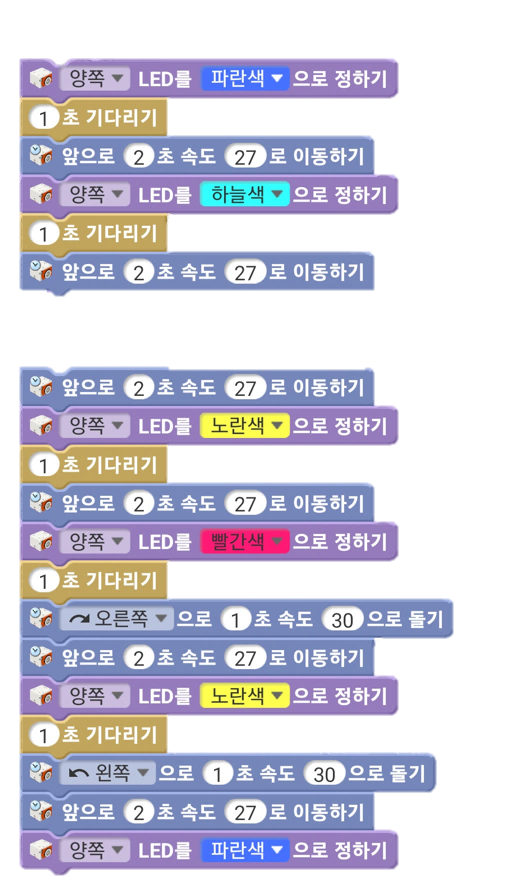 양쪽 LED를 파란색 으로 정하기
1 초 기다리기
앞으로 2 초 속도 27 로 이동하기
양쪽 LED를 하늘색 으로 정하기
1 초 기다리기
앞으로 2 초 속도 27 로 이동하기
앞으로 2 초 속도 27 로 이동하기
양쪽 LED를 노란색 으로 정하기
1 초 기다리기
앞으로 2 초 속도 27 로 이동하기
양쪽 LED를 빨간색 으로 정하기
1 초 기다리기
오른쪽 으로 1 초 속도 30 으로 돌기
앞으로 2 초 속도 27 로 이동하기
양쪽 LED를 노란색 으로 정하기
1 초 기다리기
왼쪽 으로 1 초 속도 30 으로 돌기
앞으로 2 초 속도 27 로 이동하기
양쪽 LED를 파란색 으로 정하기